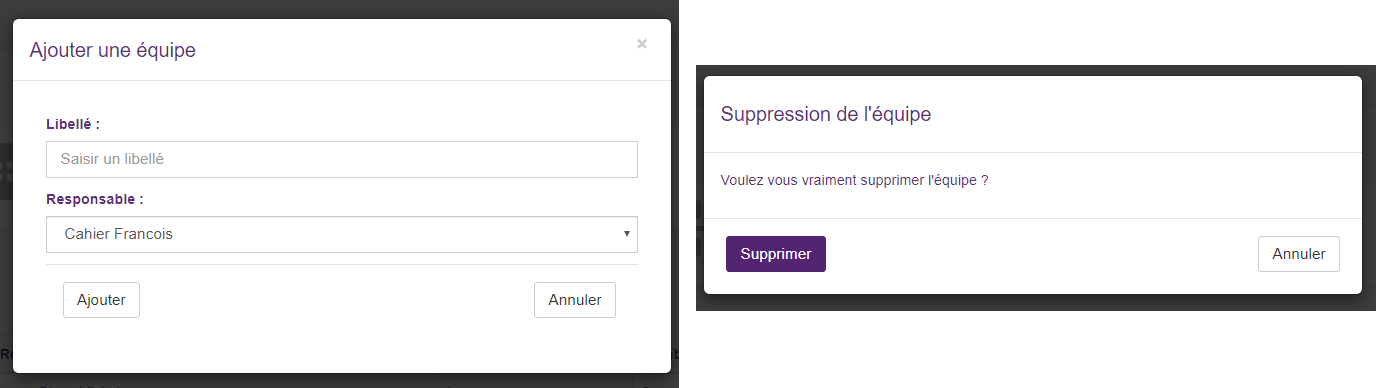 Ajouter une équipe
×
Libellé :
Saisir un libellé
Responsable :
Cahier Francois
Ajouter
Annuler
Suppression de l'équipe
Voulez vous vraiment supprimer l'équipe ?
Supprimer
Annuler